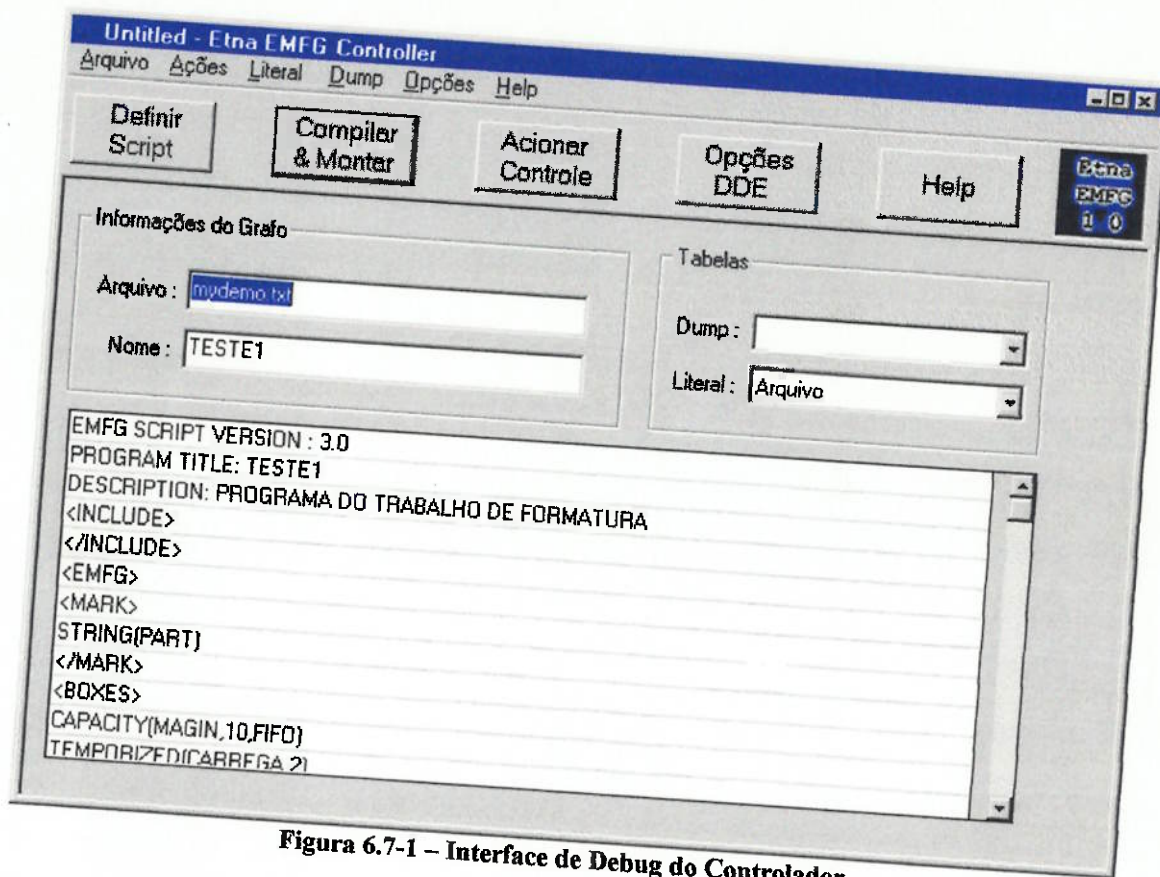 Untitled - Etna EMFG Controller
Arquivo Ações Literal Dump Opções Help
Definir
Script
Compilar
& Montar
Acionar
Controle
Opções
DDE
Help
Etna
EMFG
1 0
Informações do Grafo
Arquivo : mydemo.txt
Nome : TESTE1
Tabelas
Dump :
Literal : Arquivo
EMFG SCRIPT VERSION : 3.0
PROGRAM TITLE: TESTE1
DESCRIPTION: PROGRAMA DO TRABALHO DE FORMATURA
<INCLUDE>
</INCLUDE>
<EMFG>
<MARK>
STRING(PART)
</MARK>
<BOXES>
CAPACITY(MAGIN,10,FIFO)
TEMPORIZED(CARREGA,2)
Figura 6.7-1 – Interface de Debug do Controlador